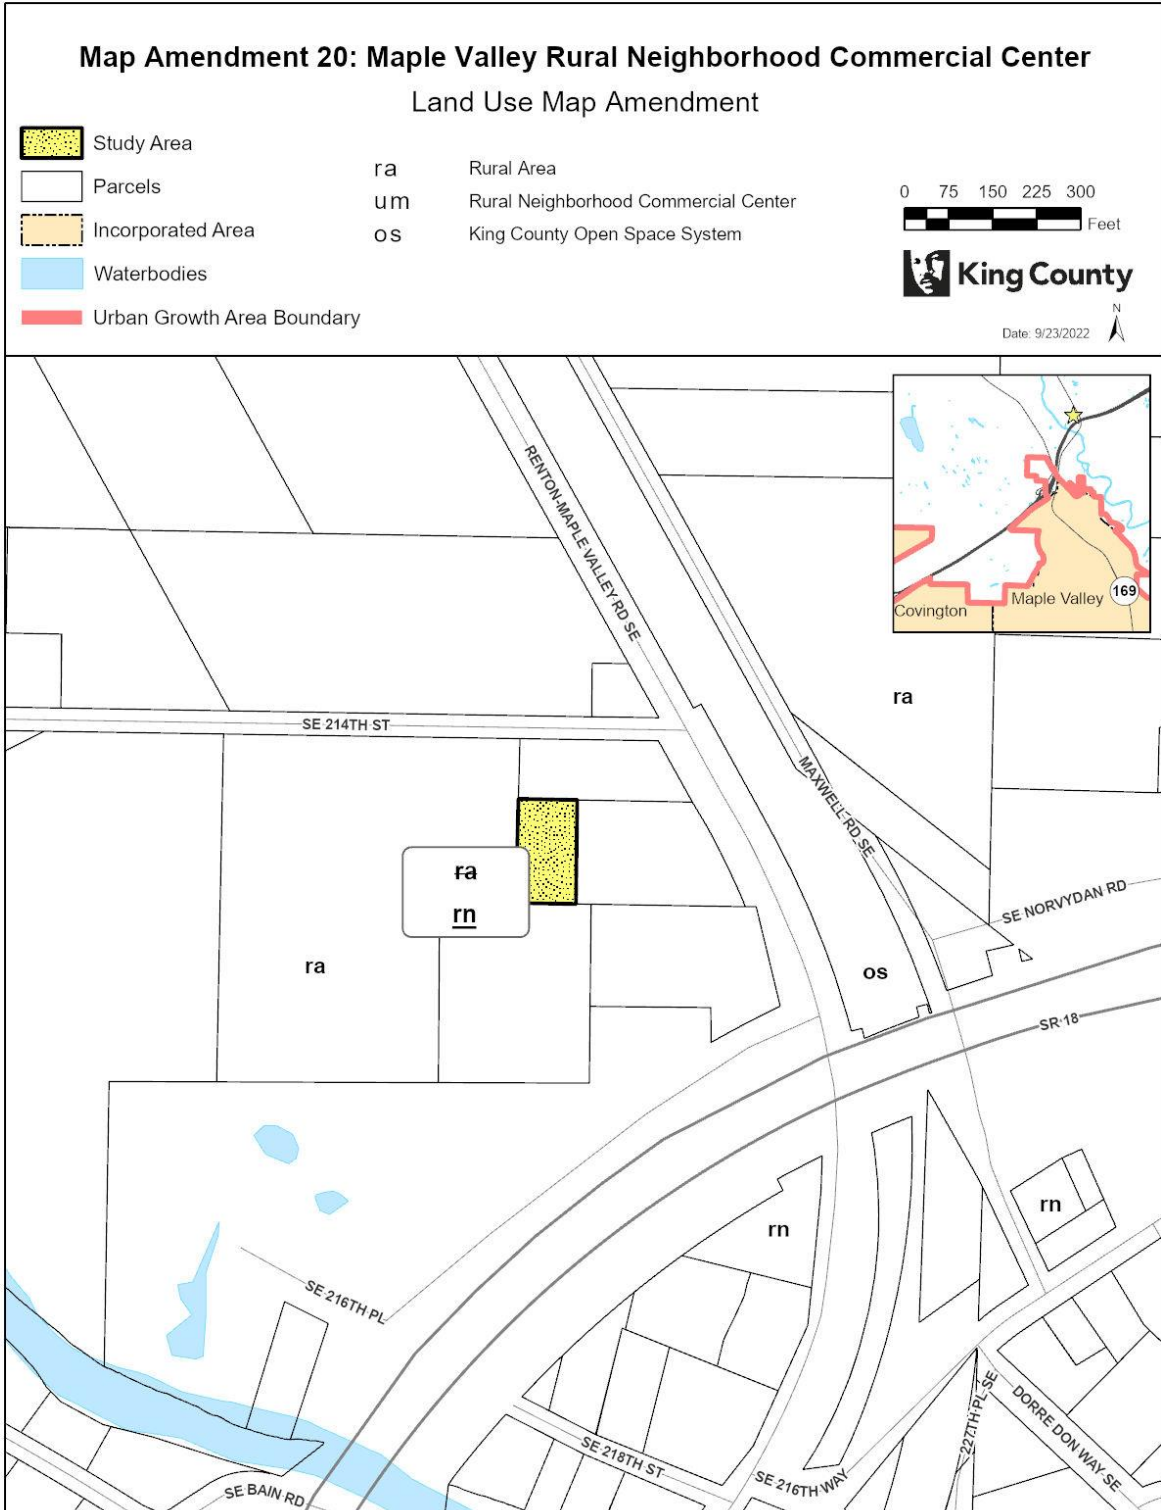 Map Amendment 20: Maple Valley Rural Neighborhood Commercial Center
Land Use Map Amendment
Study Area
Parcels
Incorporated Area
Waterbodies
Urban Growth Area Boundary
ra Rural Area
um Rural Neighborhood Commercial Center
os King County Open Space System
0 75 150 225 300
Feet
King County
N
Date: 9/23/2022
RENTON-MAPLE VALLEY RD SE
Covington
Maple Valley
169
ra
SE 214TH ST
MAXWELL RD SE
ra
rn
SE NORVYDAN RD
ra
os
SR 18
rn
rn
SE 216TH PL
SE 218TH ST
SE 216TH WAY
227TH PL SE
DORRE DON WAY SE
SE BAIN RD